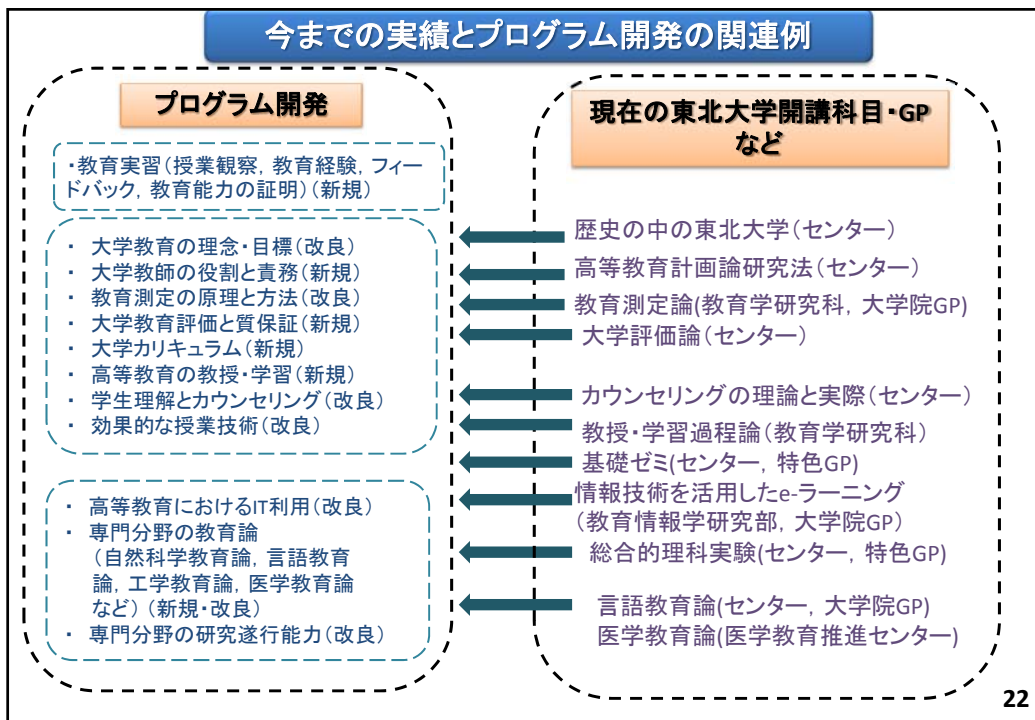 今までの実績とプログラム開発の関連例
プログラム開発
・教育実習(授業観察, 教育経験, フィー
ドバック, 教育能力の証明)(新規)
・ 大学教育の理念・目標(改良)
・ 大学教師の役割と責務(新規)
・ 教育測定の原理と方法(改良)
・ 大学教育評価と質保証(新規)
・ 大学カリキュラム(新規)
・ 高等教育の教授・学習(新規)
・ 学生理解とカウンセリング(改良)
・ 効果的な授業技術(改良)
・ 高等教育におけるIT利用(改良)
・ 専門分野の教育論
(自然科学教育論, 言語教育
論, 工学教育論, 医学教育論
など)(新規・改良)
・ 専門分野の研究遂行能力(改良)
現在の東北大学開講科目・GP
など
歴史の中の東北大学(センター)
高等教育計画論研究法(センター)
教育測定論(教育学研究科, 大学院GP)
大学評価論(センター)
カウンセリングの理論と実際(センター)
教授・学習過程論(教育学研究科)
基礎ゼミ(センター, 特色GP)
情報技術を活用したe-ラーニング
(教育情報学研究部, 大学院GP)
総合的理科実験(センター, 特色GP)
言語教育論(センター, 大学院GP)
医学教育論(医学教育推進センター)
22